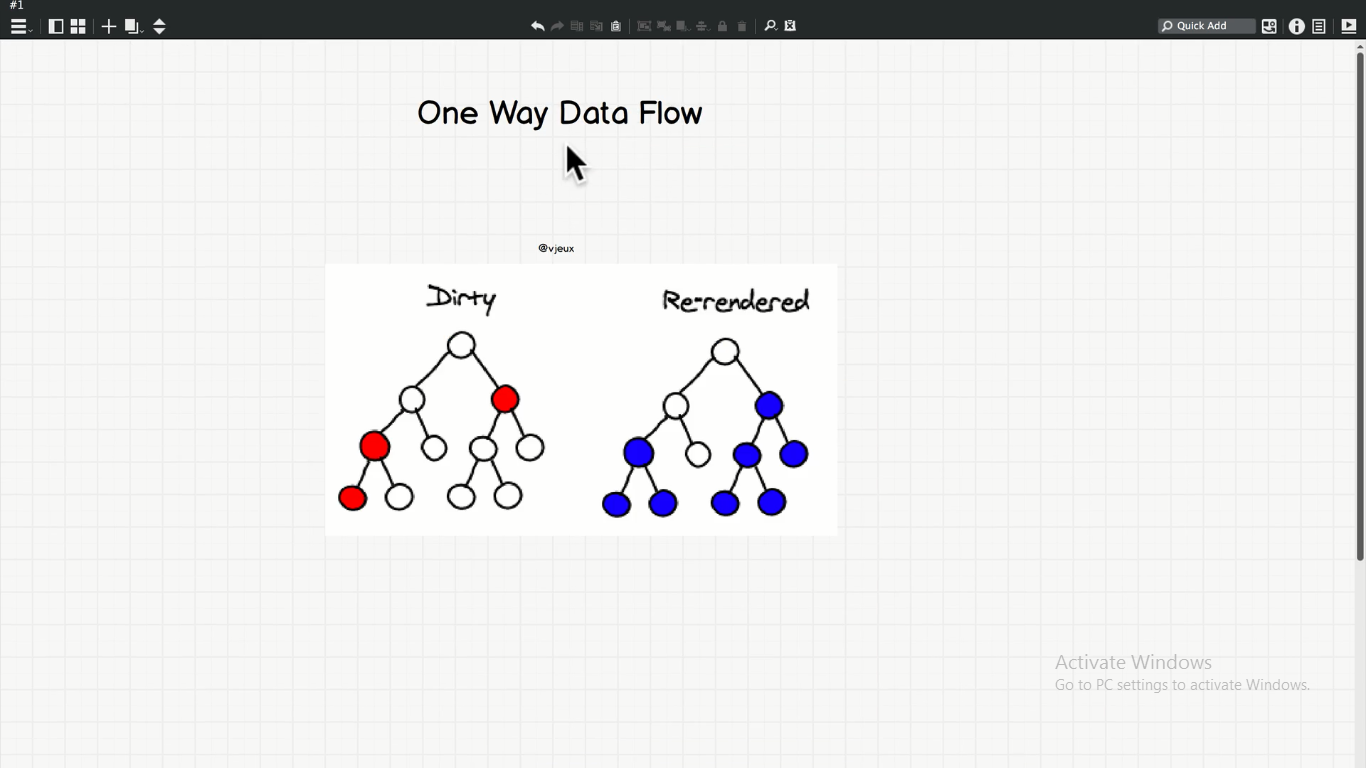 #1
Quick Add
One Way Data Flow
@vjeux
Dirty
Re-rendered
Activate Windows
Go to PC settings to activate Windows.